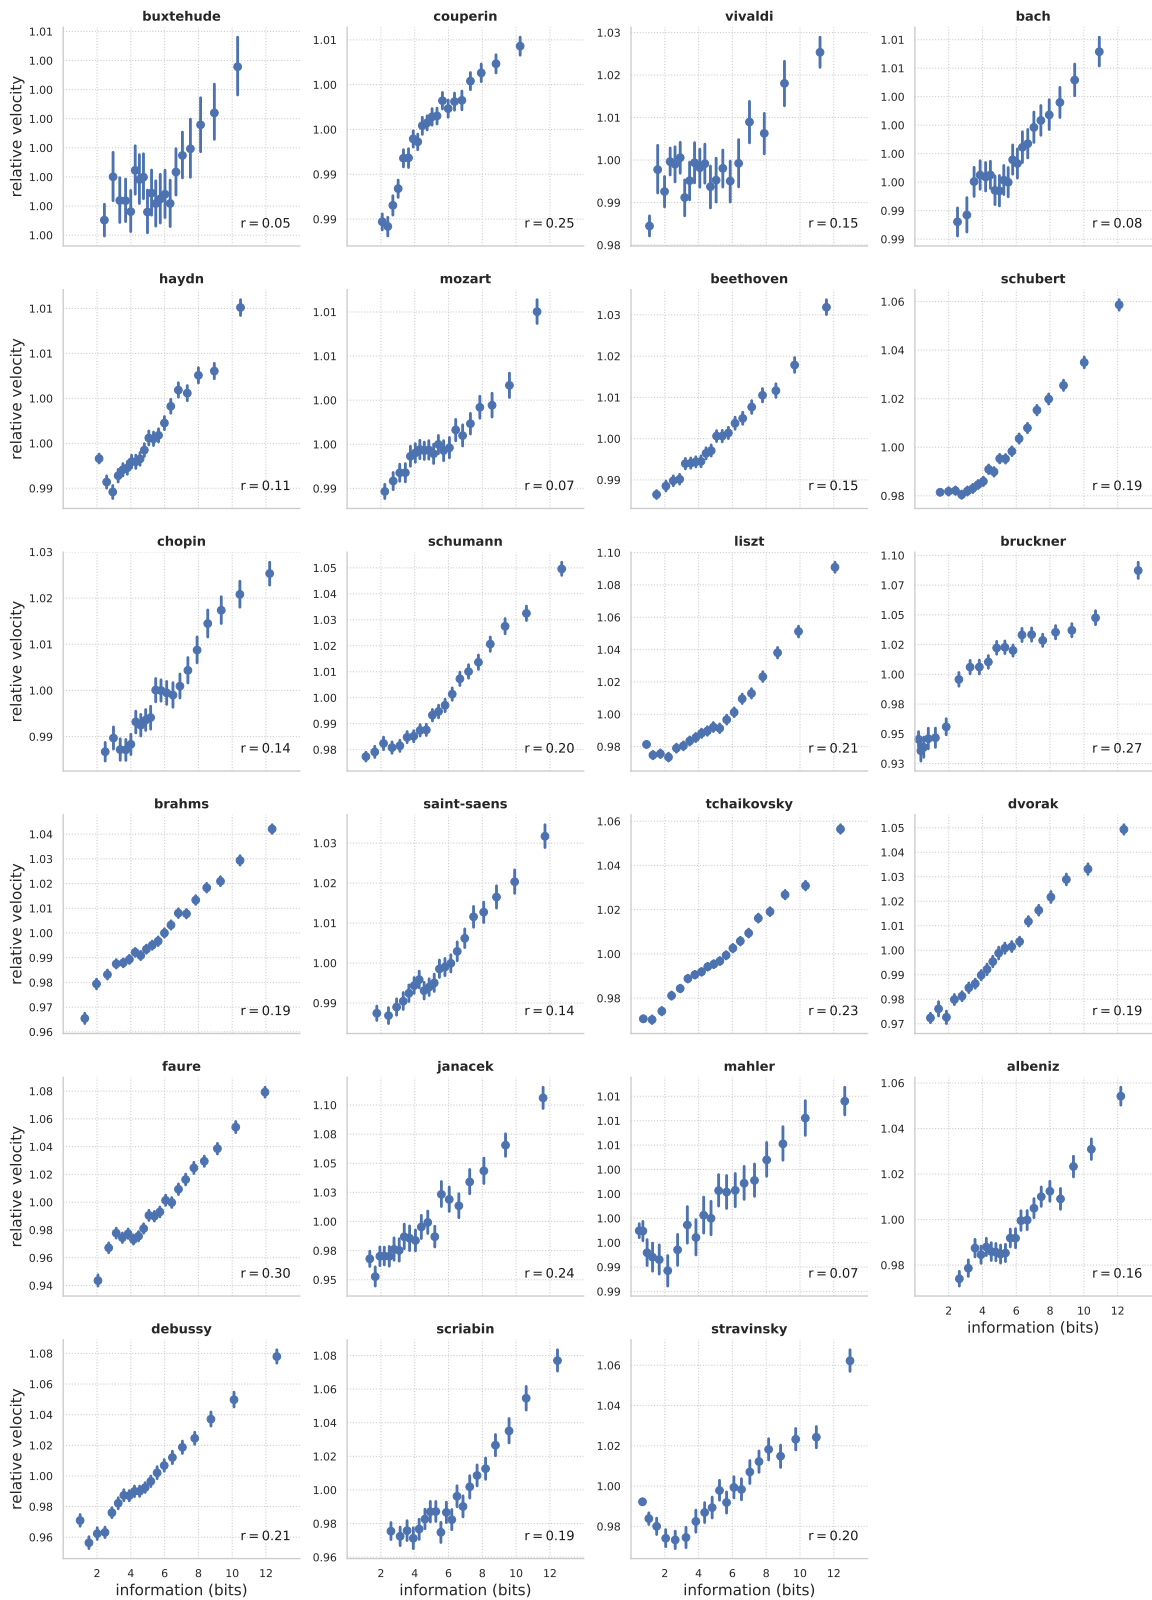 buxtehude
couperin
vivaldi
bach
relative velocity
1.01
1.00
1.00
1.00
1.00
1.00
1.00
1.00
r = 0.05
1.01
1.00
1.00
0.99
0.99
r = 0.25
1.03
1.02
1.01
1.00
0.99
0.98
r = 0.15
1.01
1.01
1.00
1.00
1.00
1.00
0.99
0.99
r = 0.08
haydn
mozart
beethoven
schubert
relative velocity
1.01
1.01
1.00
1.00
0.99
r = 0.11
1.01
1.01
1.00
1.00
0.99
r = 0.07
1.03
1.02
1.01
1.00
0.99
r = 0.15
1.06
1.04
1.02
1.00
0.98
r = 0.19
chopin
schumann
liszt
bruckner
relative velocity
1.03
1.02
1.01
1.00
0.99
r = 0.14
1.05
1.04
1.03
1.02
1.01
1.00
0.99
0.98
r = 0.20
1.10
1.08
1.06
1.04
1.02
1.00
0.98
r = 0.21
1.10
1.07
1.05
1.02
1.00
0.98
0.95
0.93
r = 0.27
brahms
saint-saens
tchaikovsky
dvorak
relative velocity
1.04
1.03
1.02
1.01
1.00
0.99
0.98
0.97
0.96
r = 0.19
1.03
1.02
1.01
1.00
0.99
r = 0.14
1.06
1.04
1.02
1.00
0.98
r = 0.23
1.05
1.04
1.03
1.02
1.01
1.00
0.99
0.98
0.97
r = 0.19
faure
janacek
mahler
albeniz
relative velocity
1.08
1.06
1.04
1.02
1.00
0.98
0.96
0.94
r = 0.30
1.10
1.08
1.05
1.03
1.00
0.98
0.95
r = 0.24
1.01
1.01
1.01
1.00
1.00
1.00
0.99
0.99
0.99
r = 0.07
1.06
1.04
1.02
1.00
0.98
r = 0.16
2 4 6 8 10 12
information (bits)
debussy
scriabin
stravinsky
relative velocity
1.08
1.06
1.04
1.02
1.00
0.98
0.96
r = 0.21
2 4 6 8 10 12
information (bits)
1.08
1.06
1.04
1.02
1.00
0.98
0.96
r = 0.19
2 4 6 8 10 12
information (bits)
1.06
1.04
1.02
1.00
0.98
r = 0.20
2 4 6 8 10 12
information (bits)